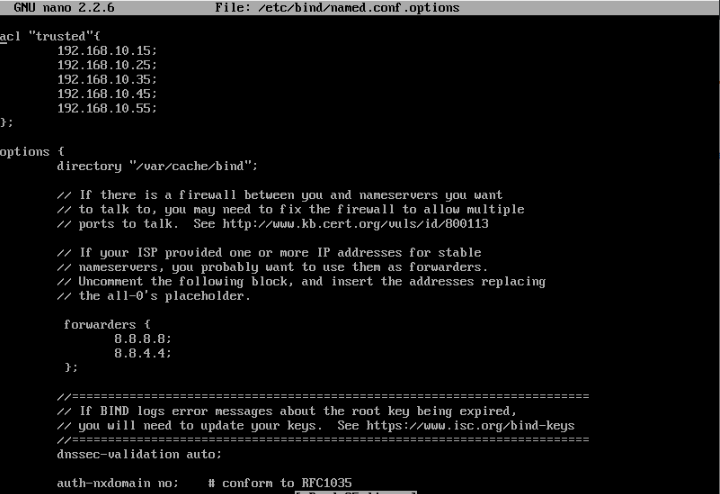 GNU nano 2.2.6 File: /etc/bind/named.conf.options
acl "trusted"{
192.168.10.15;
192.168.10.25;
192.168.10.35;
192.168.10.45;
192.168.10.55;
};
options {
directory "/var/cache/bind";
// If there is a firewall between you and nameservers you want
// to talk to, you may need to fix the firewall to allow multiple
// ports to talk.  See http://www.kb.cert.org/vuls/id/800113
// If your ISP provided one or more IP addresses for stable
// nameservers, you probably want to use them as forwarders.
// Uncomment the following block, and insert the addresses replacing
// the all-0's placeholder.
forwarders {
8.8.8.8;
8.8.4.4;
};
//========================================================================
// If BIND logs error messages about the root key being expired,
// you will need to update your keys.  See https://www.isc.org/bind-keys
//========================================================================
dnssec-validation auto;
auth-nxdomain no;    # conform to RFC1035